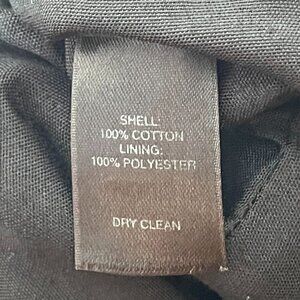 SHELL:
100% COTTON
LINING:
100% POLYESTER
DRY CLEAN